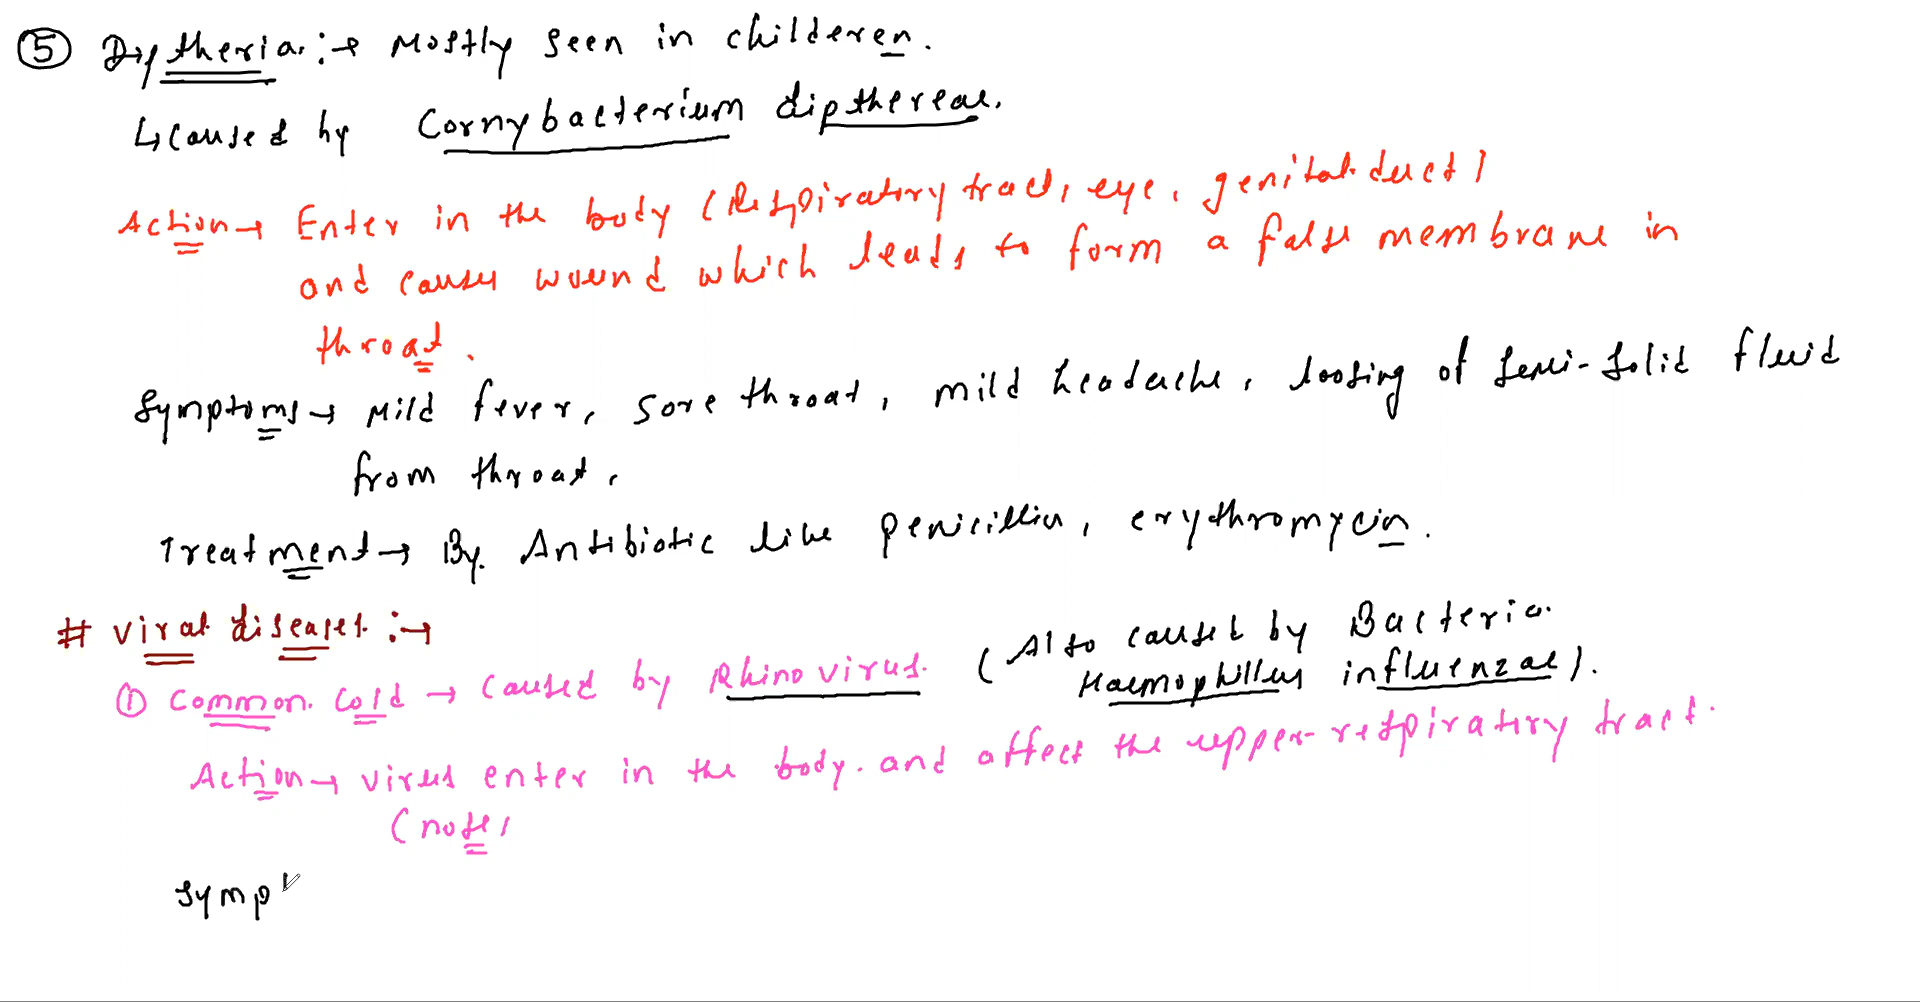 ⑤ Diptheria :→ Mostly seen in childeren.
↳ Caused by Cornybacterium dipthereae.
Action → Enter in the body (Respiratory tract, eye, genital duct)
and causes wound which leads to form a false membrane in
throat.
Symptoms → Mild fever, Sore throat, mild headache, loosing of semi-solid fluid
from throat.
Treatment → By Antibiotic like penicillin, erythromycin.
# Viral diseases :→
① Common Cold → Caused by Rhino virus. (Also caused by Bacteria
Haemophillus influenzae).
Action → virus enter in the body and affect the upper respiratory tract.
(nose)
Symp